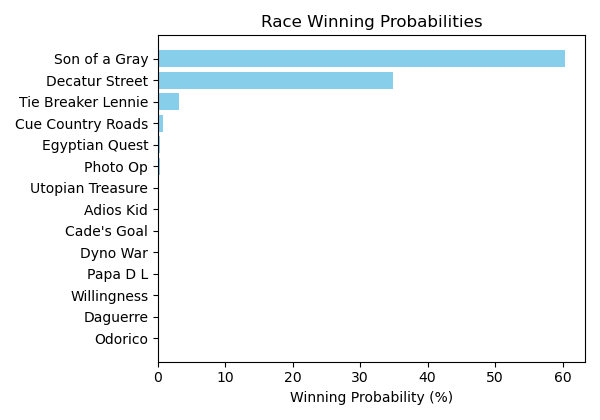 Race Winning Probabilities
Son of a Gray
Decatur Street
Tie Breaker Lennie
Cue Country Roads
Egyptian Quest
Photo Op
Utopian Treasure
Adios Kid
Cade's Goal
Dyno War
Papa D L
Willingness
Daguerre
Odorico
0 10 20 30 40 50 60
Winning Probability (%)